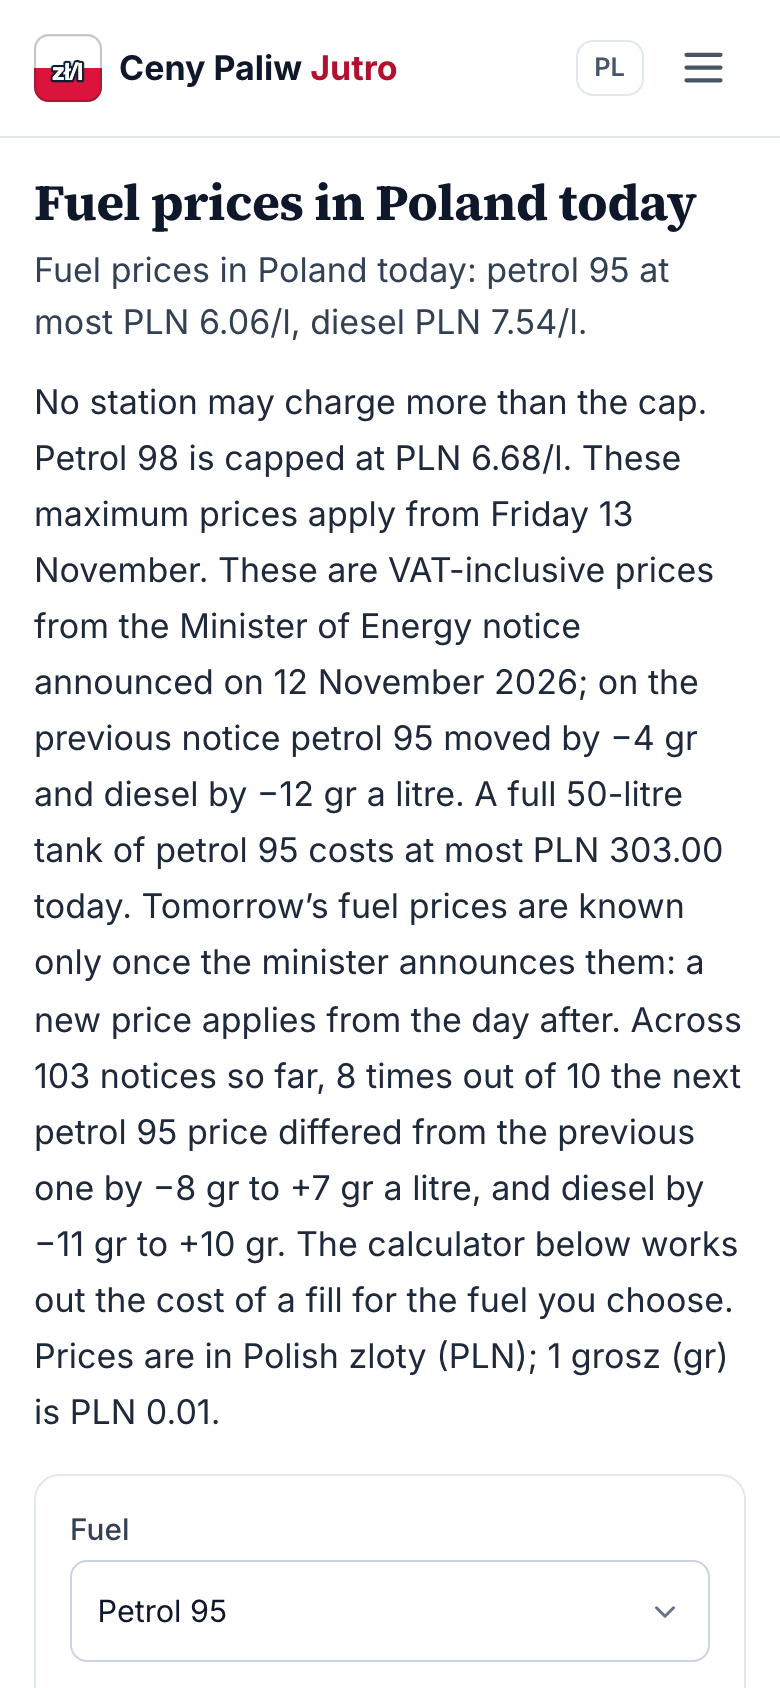 zł/l
Ceny Paliw Jutro
PL
Fuel prices in Poland today
Fuel prices in Poland today: petrol 95 at
most PLN 6.06/l, diesel PLN 7.54/l.
No station may charge more than the cap.
Petrol 98 is capped at PLN 6.68/l. These
maximum prices apply from Friday 13
November. These are VAT-inclusive prices
from the Minister of Energy notice
announced on 12 November 2026; on the
previous notice petrol 95 moved by −4 gr
and diesel by −12 gr a litre. A full 50-litre
tank of petrol 95 costs at most PLN 303.00
today. Tomorrow’s fuel prices are known
only once the minister announces them: a
new price applies from the day after. Across
103 notices so far, 8 times out of 10 the next
petrol 95 price differed from the previous
one by −8 gr to +7 gr a litre, and diesel by
−11 gr to +10 gr. The calculator below works
out the cost of a fill for the fuel you choose.
Prices are in Polish zloty (PLN); 1 grosz (gr)
is PLN 0.01.
Fuel
Petrol 95